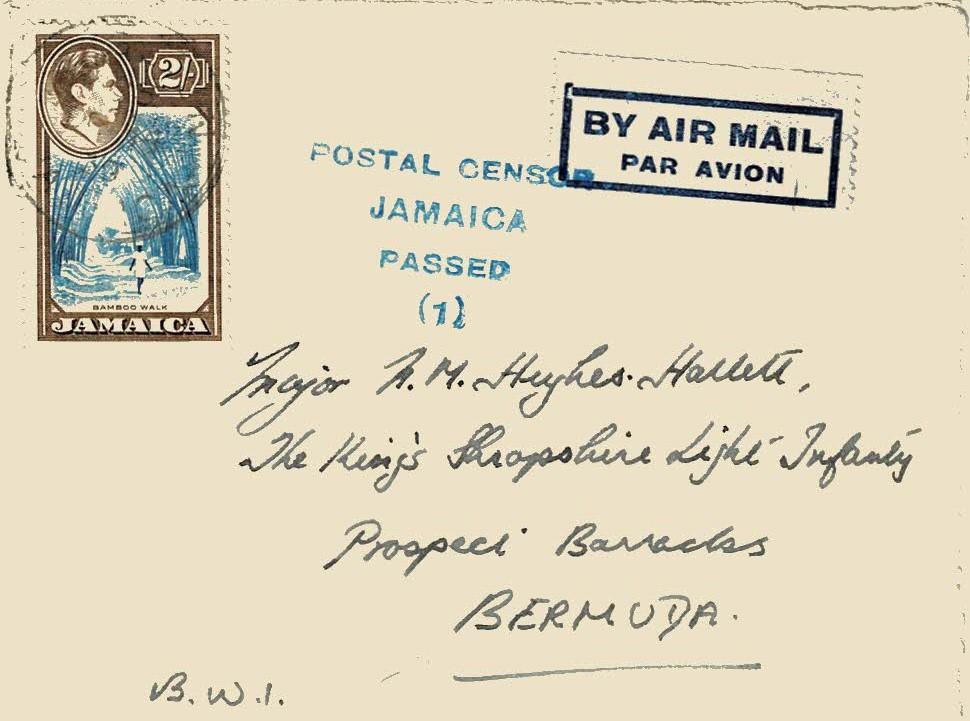 2/-
BAMBOO WALK
JAMAICA
BY AIR MAIL
PAR AVION
POSTAL CENSOR
JAMAICA
PASSED
(1)
Major N.M. Hughes-Hallett,
The King's Shropshire Light Infantry
Prospect Barracks
BERMUDA.
B.W.I.